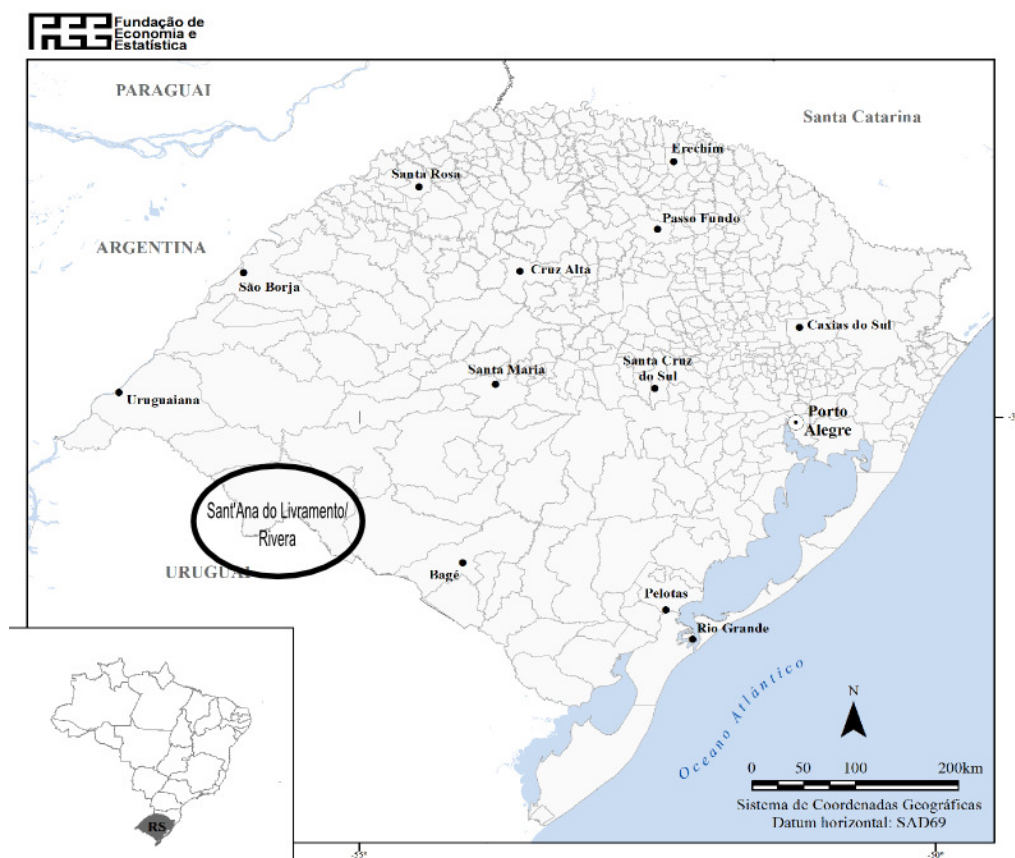 FEE
Fundação de
Economia e
Estatística
PARAGUAI
Santa Catarina
Erechim
Santa Rosa
Passo Fundo
ARGENTINA
Cruz Alta
São Borja
Caxias do Sul
Santa Maria
Santa Cruz
do Sul
Uruguaiana
Porto
Alegre
-3
Sant'Ana do Livramento/
Rivera
URUGUAI
Bagé
Pelotas
Rio Grande
Oceano Atlântico
N
0 50 100 200km
Sistema de Coordenadas Geográficas
Datum horizontal: SAD69
RS
-55°
-50°